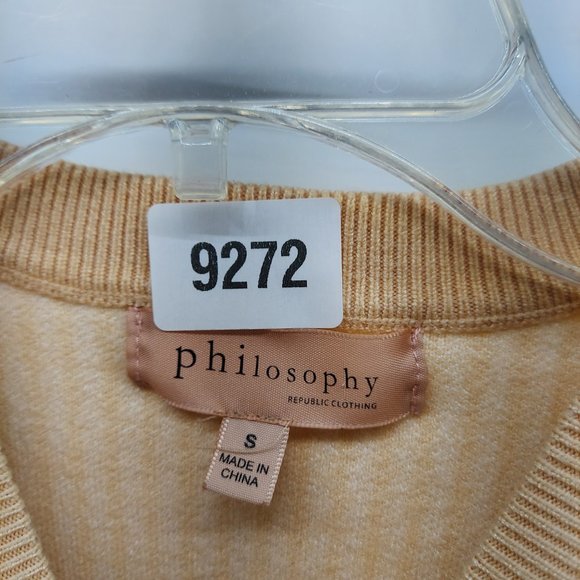 9272
philosophy
REPUBLIC CLOTHING
S
MADE IN
CHINA